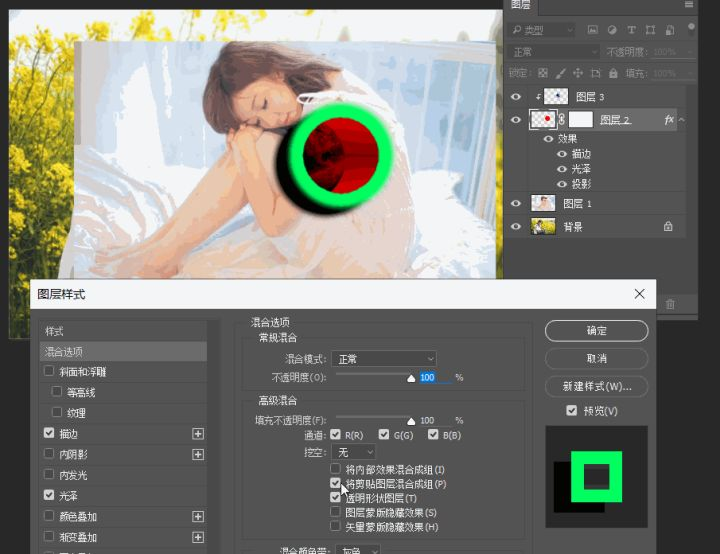 图层
类型
正常
不透明度: 100%
锁定:
填充: 100%
图层 3
图层 2
fx
效果
描边
光泽
投影
图层 1
背景
图层样式
样式
混合选项
斜面和浮雕
等高线
纹理
描边
内阴影
内发光
光泽
颜色叠加
渐变叠加
混合选项
常规混合
混合模式: 正常
不透明度(O): 100 %
高级混合
填充不透明度(F): 100 %
通道: R(R) G(G) B(B)
挖空: 无
将内部效果混合成组(I)
将剪贴图层混合成组(P)
透明形状图层(T)
图层蒙版隐藏效果(S)
矢量蒙版隐藏效果(H)
混合颜色带: 灰色
确定
取消
新建样式(W)...
预览(V)